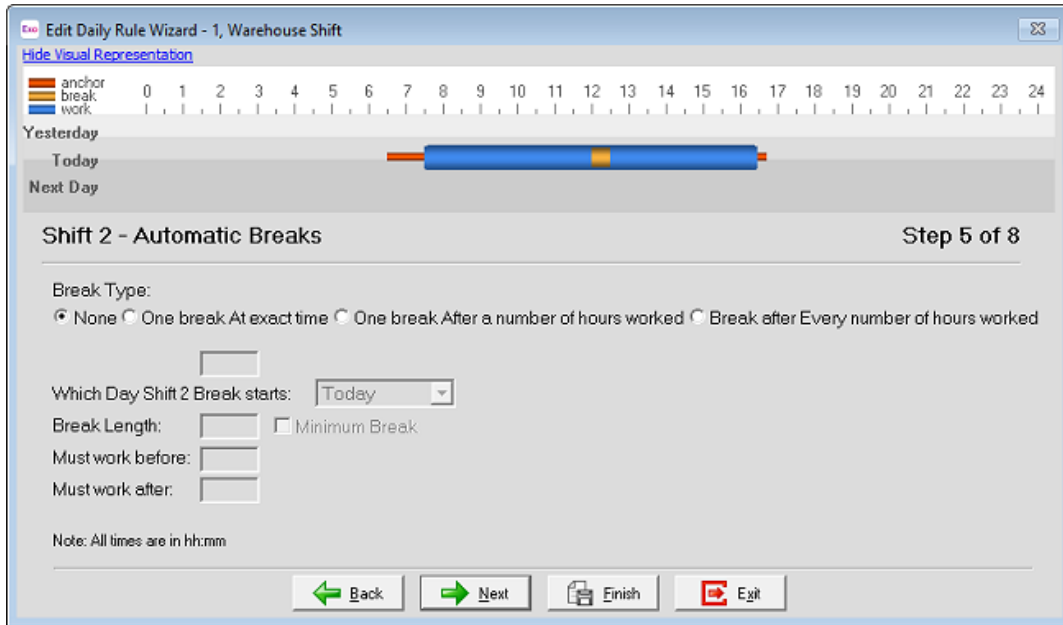 Exo Edit Daily Rule Wizard - 1, Warehouse Shift
Hide Visual Representation
anchor
break
work
0 1 2 3 4 5 6 7 8 9 10 11 12 13 14 15 16 17 18 19 20 21 22 23 24
Yesterday
Today
Next Day
Shift 2 - Automatic Breaks Step 5 of 8
Break Type:
None One break At exact time One break After a number of hours worked Break after Every number of hours worked
Which Day Shift 2 Break starts: Today
Break Length: Minimum Break
Must work before:
Must work after:
Note: All times are in hh:mm
Back Next Finish Exit